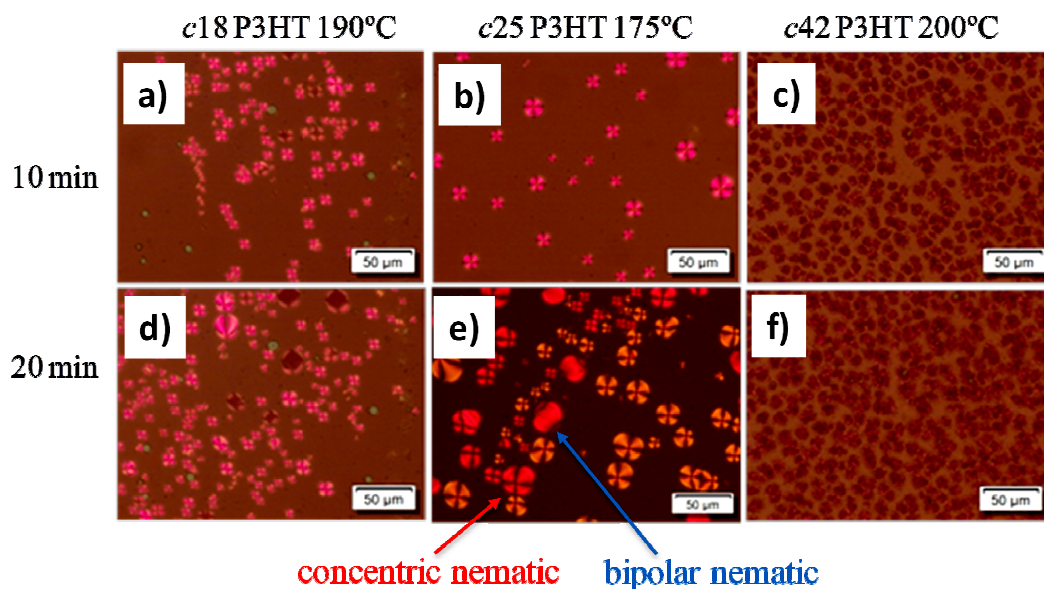 c18 P3HT 190ºC c25 P3HT 175ºC c42 P3HT 200ºC
a) b) c)
10 min
50 µm 50 µm 50 µm
d) e) f)
20 min
50 µm 50 µm 50 µm
concentric nematic bipolar nematic